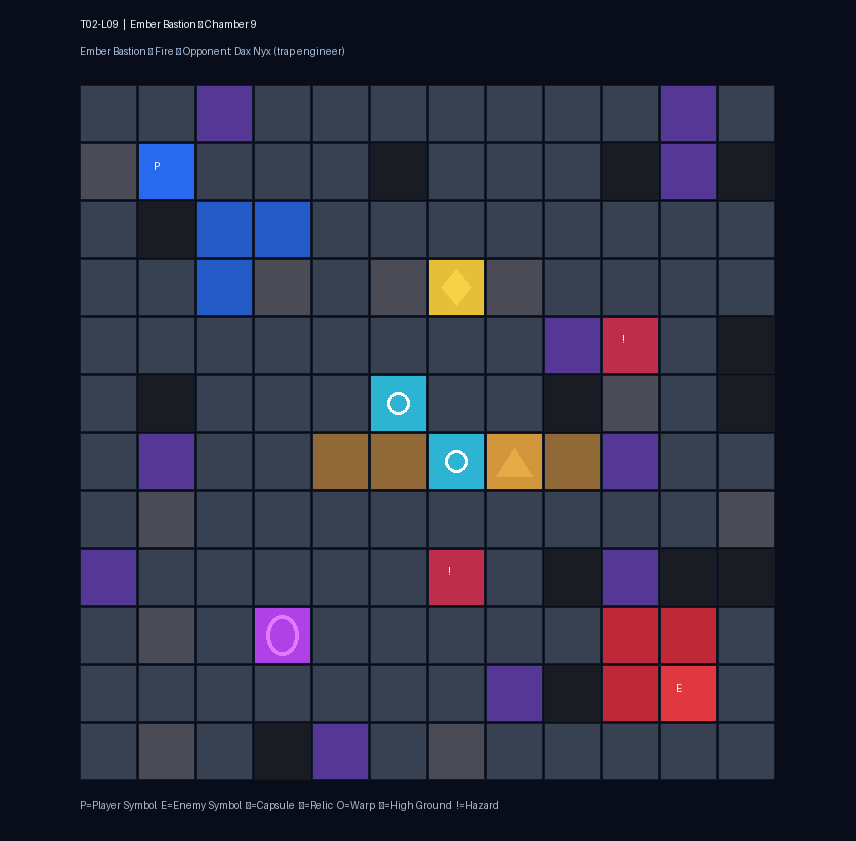 T02-L09 | Ember Bastion □ Chamber 9
Ember Bastion □ Fire □ Opponent: Dax Nyx (trap engineer)
P
!
!
E
P=Player Symbol E=Enemy Symbol □=Capsule □=Relic O=Warp □=High Ground !=Hazard